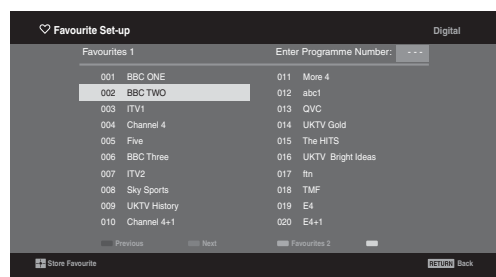 Favourite Set-up Digital
Favourites 1 Enter Programme Number: ---
001 BBC ONE 011 More 4
002 BBC TWO 012 abc1
003 ITV1 013 QVC
004 Channel 4 014 UKTV Gold
005 Five 015 The HITS
006 BBC Three 016 UKTV Bright Ideas
007 ITV2 017 ftn
008 Sky Sports 018 TMF
009 UKTV History 019 E4
010 Channel 4+1 020 E4+1
Previous Next Favourites 2
Store Favourite RETURN Back